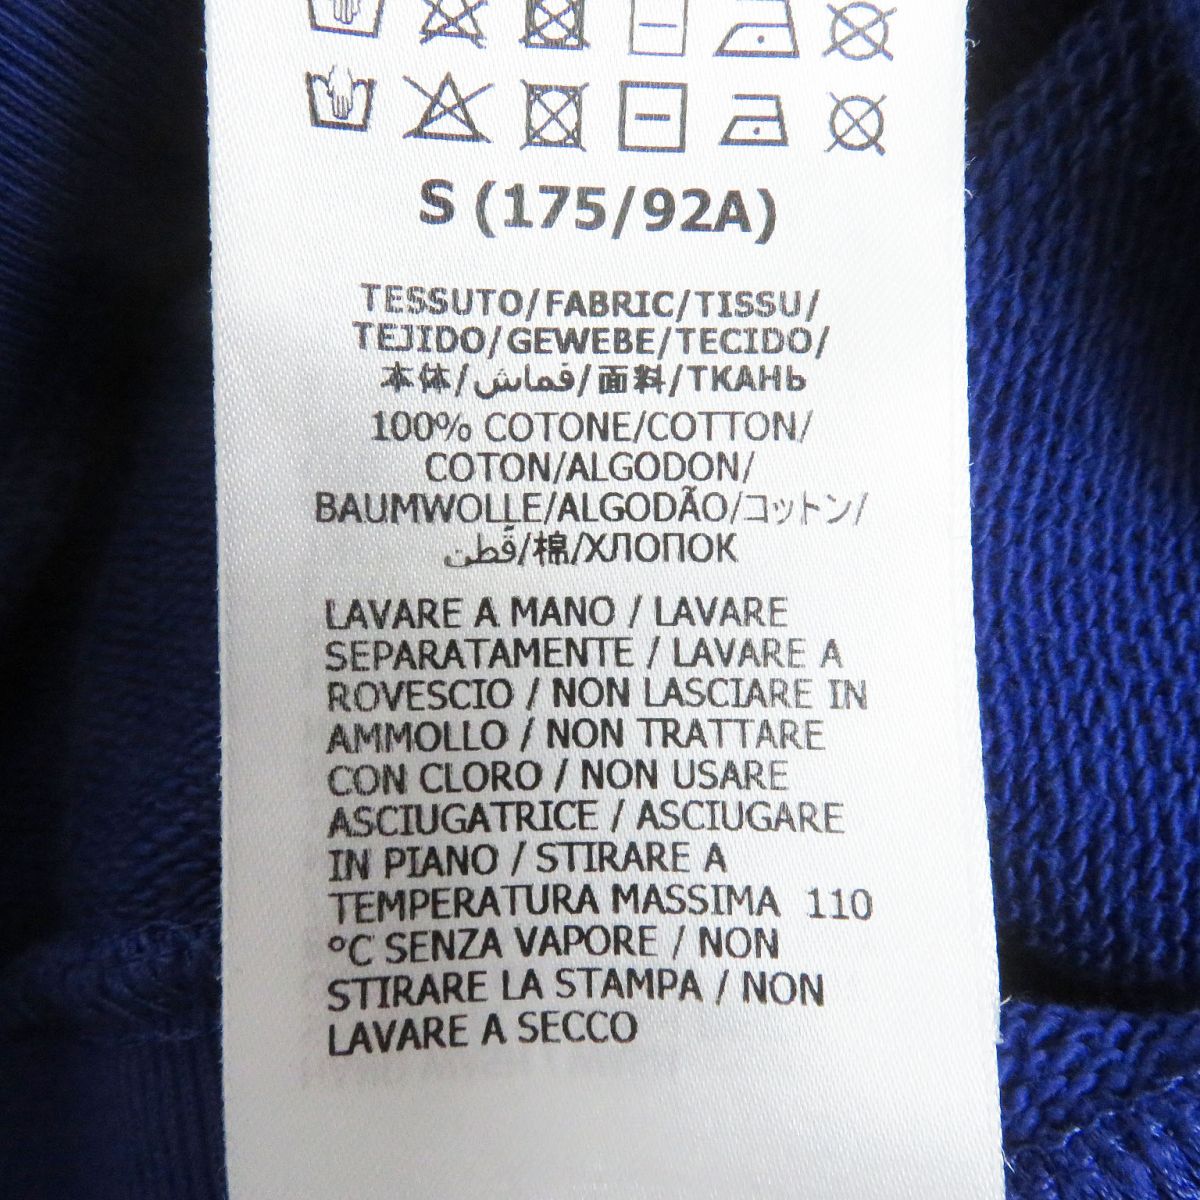 S (175/92A)
TESSUTO/FABRIC/TISSU/
TEJIDO/GEWEBE/TECIDO/
本体/قماش/面料/ТКАНЬ
100% COTONE/COTTON/
COTON/ALGODON/
BAUMWOLLE/ALGODÃO/コットン/
قُطن/棉/ХЛОПОК
LAVARE A MANO / LAVARE
SEPARATAMENTE / LAVARE A
ROVESCIO / NON LASCIARE IN
AMMOLLO / NON TRATTARE
CON CLORO / NON USARE
ASCIUGATRICE / ASCIUGARE
IN PIANO / STIRARE A
TEMPERATURA MASSIMA 110
°C SENZA VAPORE / NON
STIRARE LA STAMPA / NON
LAVARE A SECCO